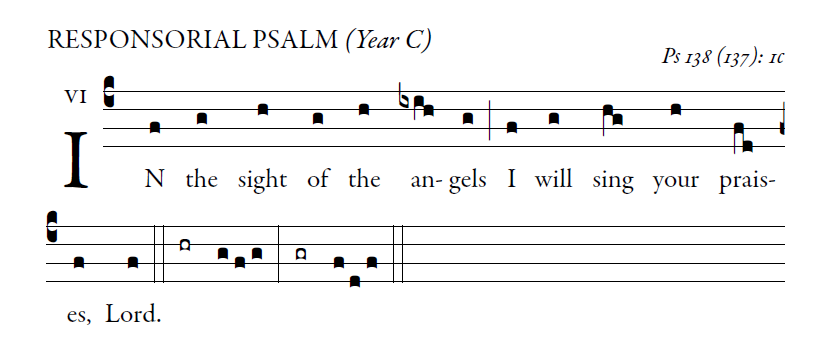 RESPONSORIAL PSALM (Year C)
Ps 138 (137): 1c
VI
IN the sight of the an- gels I will sing your prais-
es, Lord.